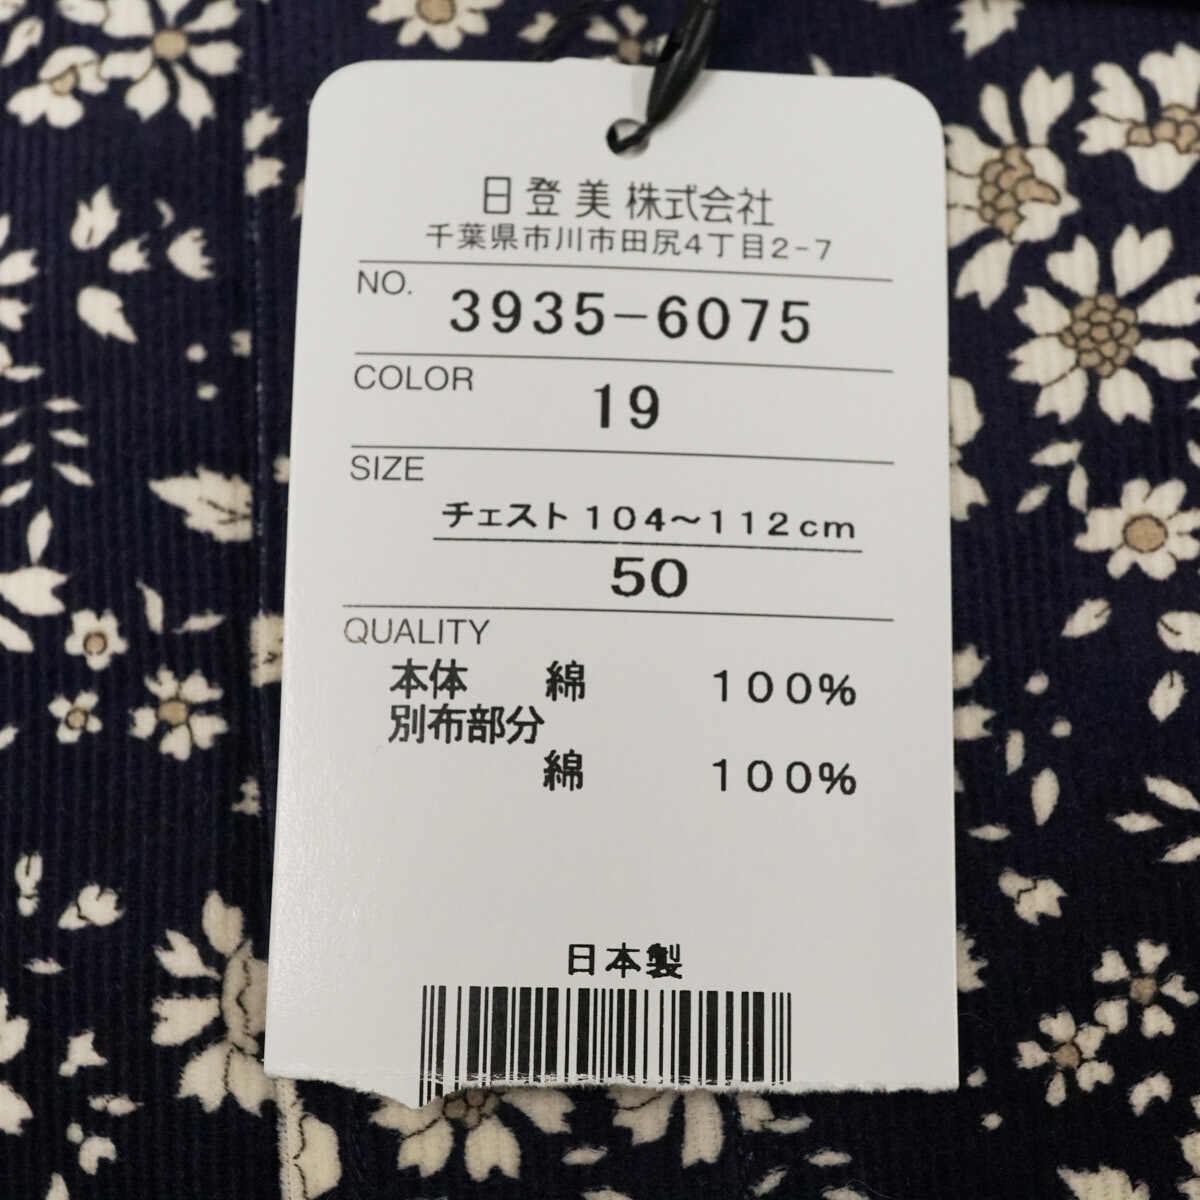 日登美株式会社
千葉県市川市田尻4丁目2-7
NO. 3935-6075
COLOR 19
SIZE
チェスト104～112cm
50
QUALITY
本体 綿 100%
別布部分
綿 100%
日本製